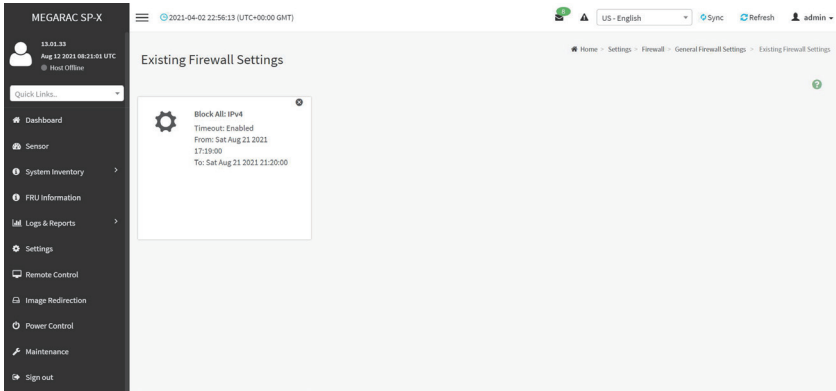 MEGARAC SP-X
2021-04-02 22:56:13 (UTC+00:00 GMT)
8
US - English
Sync
Refresh
admin
13.01.33
Aug 12 2021 08:21:01 UTC
Host Offline
Quick Links..
Dashboard
Sensor
System Inventory
FRU Information
Logs & Reports
Settings
Remote Control
Image Redirection
Power Control
Maintenance
Sign out
Existing Firewall Settings
Home > Settings > Firewall > General Firewall Settings > Existing Firewall Settings
Block All: IPv4
Timeout: Enabled
From: Sat Aug 21 2021
17:19:00
To: Sat Aug 21 2021 21:20:00